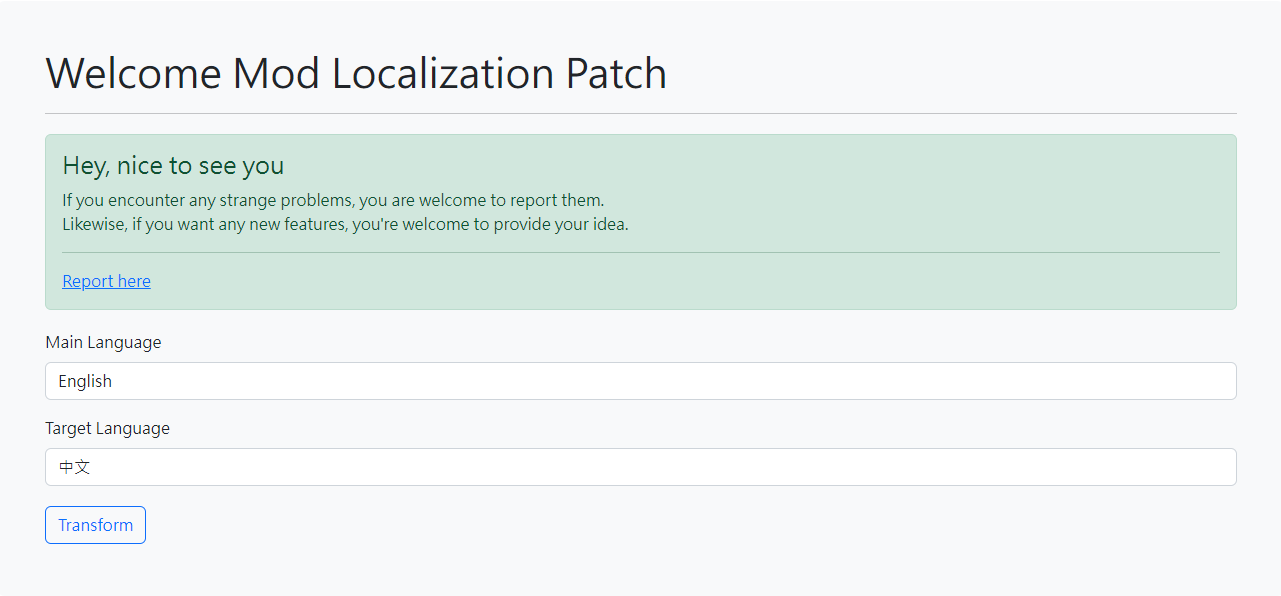 Welcome Mod Localization Patch
Hey, nice to see you
If you encounter any strange problems, you are welcome to report them.
Likewise, if you want any new features, you're welcome to provide your idea.
Report here
Main Language
English
Target Language
中文
Transform